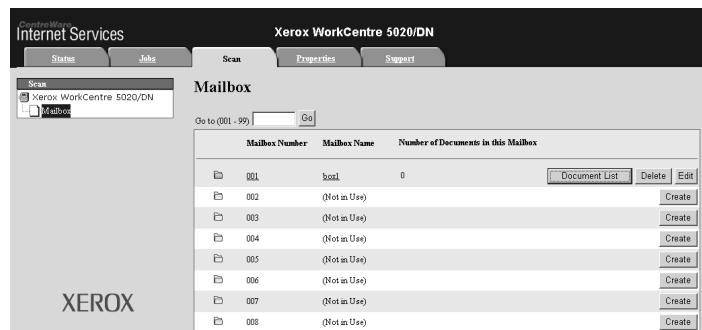 CentreWare
Internet Services
Xerox WorkCentre 5020/DN
Status Jobs Scan Properties Support
Scan
Xerox WorkCentre 5020/DN
Mailbox
Mailbox
Go to (001 - 99) Go
Mailbox Number Mailbox Name Number of Documents in this Mailbox
001 box1 0 Document List Delete Edit
002 (Not in Use) Create
003 (Not in Use) Create
004 (Not in Use) Create
005 (Not in Use) Create
006 (Not in Use) Create
007 (Not in Use) Create
008 (Not in Use) Create
XEROX